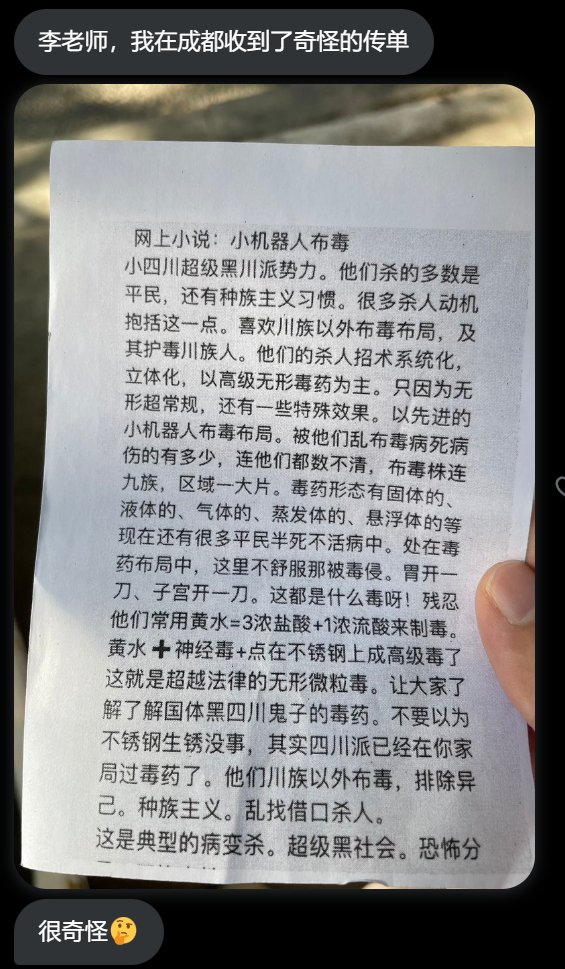 李老师，我在成都收到了奇怪的传单
网上小说：小机器人布毒
小四川超级黑川派势力。他们杀的多数是
平民，还有种族主义习惯。很多杀人动机
抱括这一点。喜欢川族以外布毒布局，及
其护毒川族人。他们的杀人招术系统化，
立体化，以高级无形毒药为主。只因为无
形超常规，还有一些特殊效果。以先进的
小机器人布毒布局。被他们乱布毒病死病
伤的有多少，连他们都数不清，布毒株连
九族，区域一大片。毒药形态有固体的、
液体的、气体的、蒸发体的、悬浮体的等
现在还有很多平民半死不活病中。处在毒
药布局中，这里不舒服那被毒侵。胃开一
刀、子宫开一刀。这都是什么毒呀！残忍
他们常用黄水=3浓盐酸+1浓流酸来制毒。
黄水➕神经毒+点在不锈钢上成高级毒了
这就是超越法律的无形微粒毒。让大家了
解了解国体黑四川鬼子的毒药。不要以为
不锈钢生锈没事，其实四川派已经在你家
局过毒药了。他们川族以外布毒，排除异
己。种族主义。乱找借口杀人。
这是典型的病变杀。超级黑社会。恐怖分
很奇怪🤔